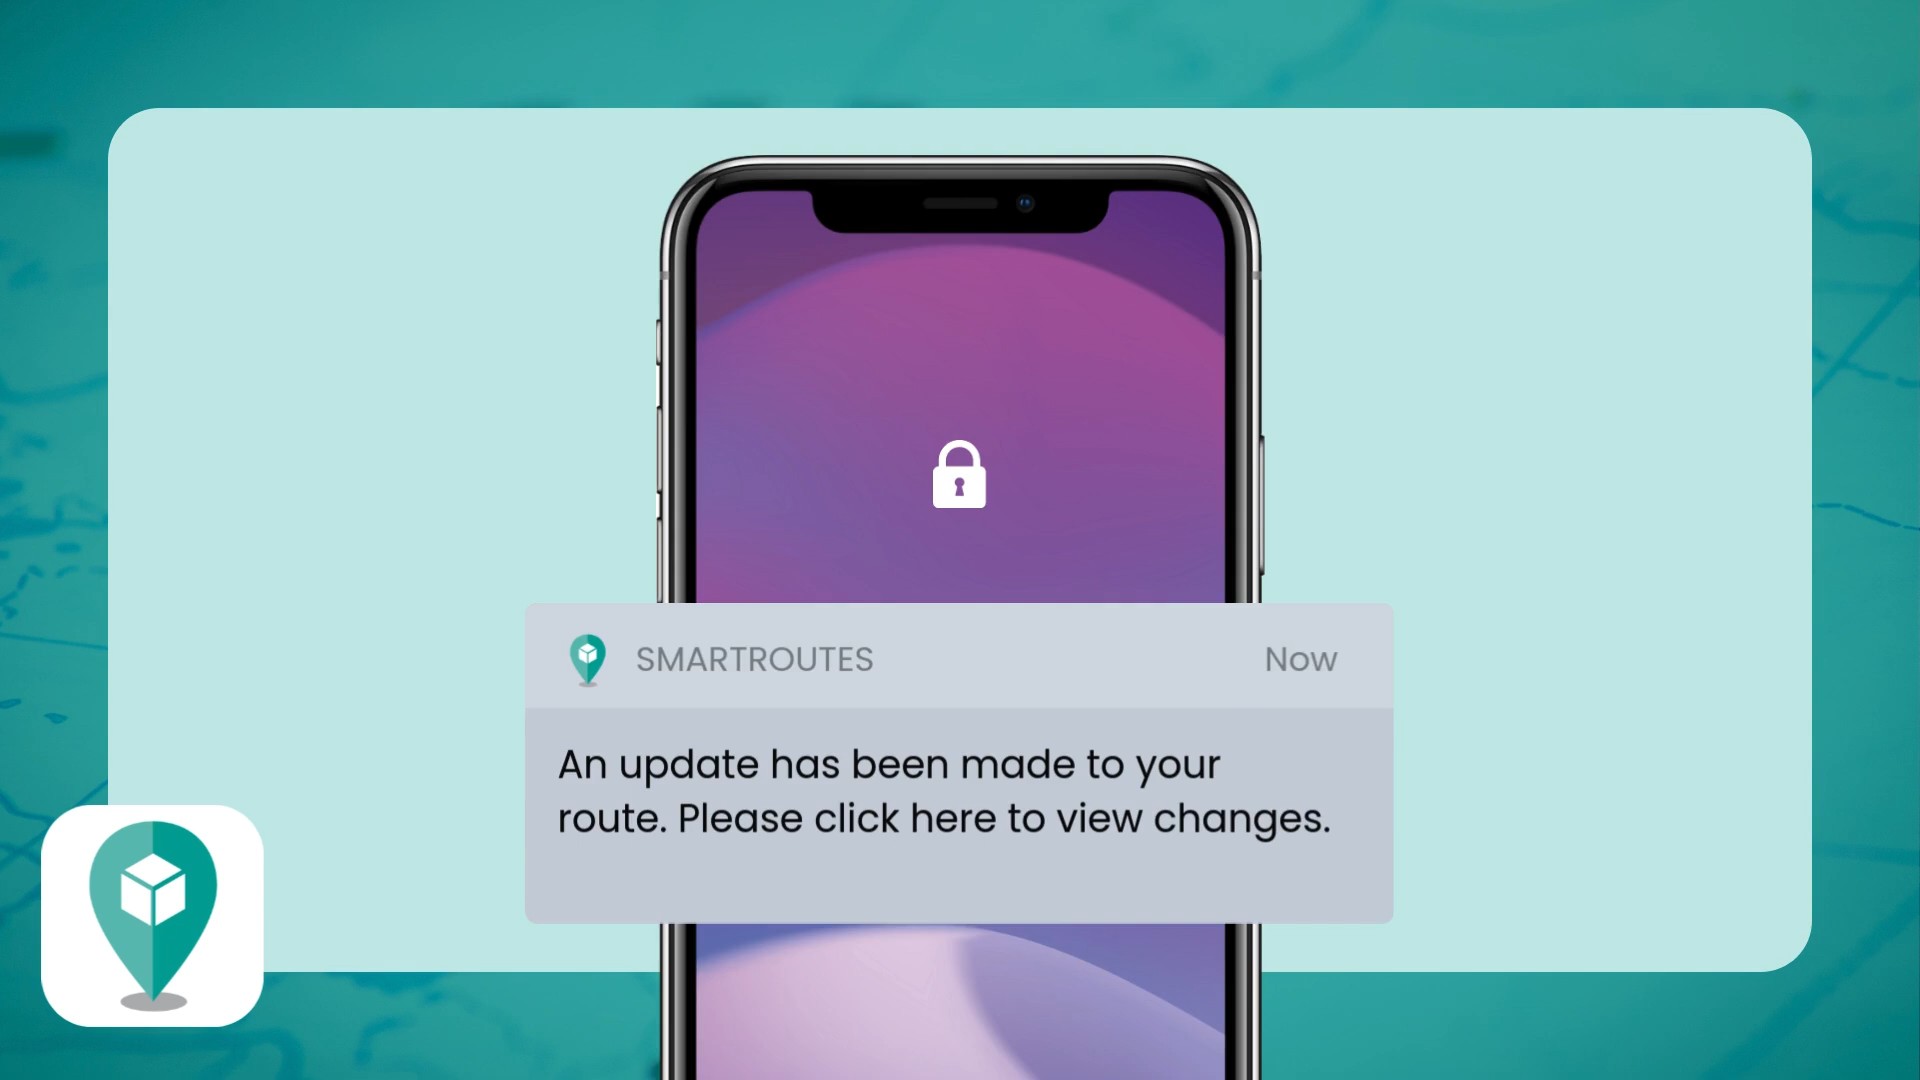 SMARTROUTES
Now
An update has been made to your
route. Please click here to view changes.